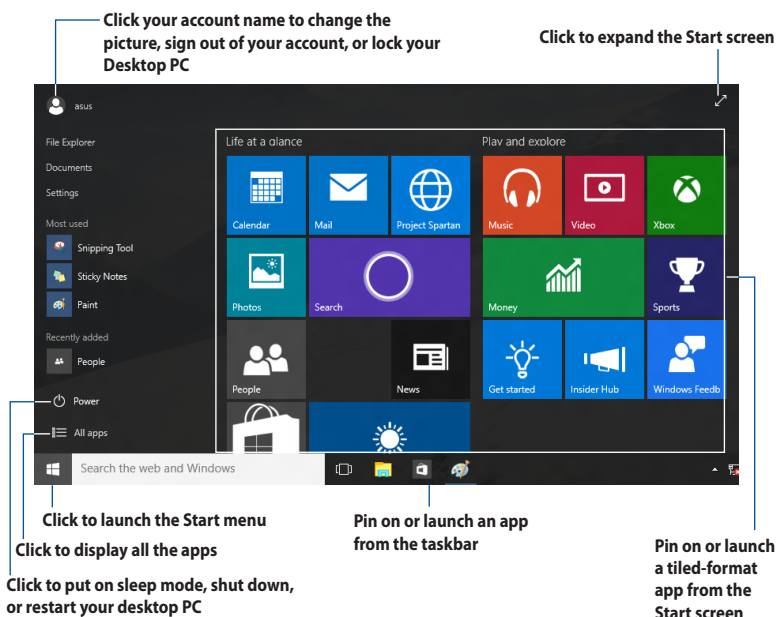 Click your account name to change the
picture, sign out of your account, or lock your
Desktop PC
Click to expand the Start screen
asus
File Explorer
Documents
Settings
Most used
Snipping Tool
Sticky Notes
Paint
Recently added
People
Power
All apps
Life at a glance
Play and explore
Calendar
Mail
Project Spartan
Music
Video
Xbox
Photos
Search
Money
Sports
People
News
Get started
Insider Hub
Windows Feedb
Search the web and Windows
Click to launch the Start menu
Click to display all the apps
Click to put on sleep mode, shut down,
or restart your desktop PC
Pin on or launch an app
from the taskbar
Pin on or launch
a tiled-format
app from the
Start screen